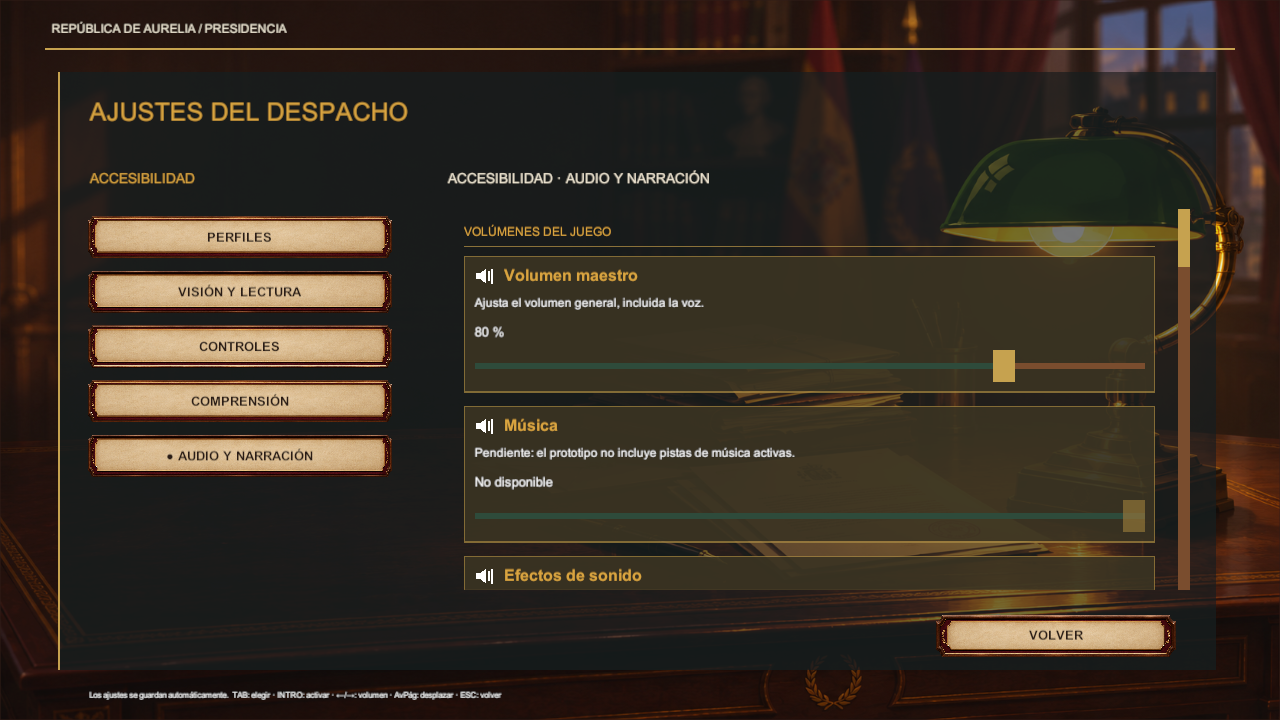 REPÚBLICA DE AURELIA / PRESIDENCIA
AJUSTES DEL DESPACHO
ACCESIBILIDAD
PERFILES
VISIÓN Y LECTURA
CONTROLES
COMPRENSIÓN
● AUDIO Y NARRACIÓN
ACCESIBILIDAD · AUDIO Y NARRACIÓN
VOLÚMENES DEL JUEGO
Volumen maestro
Ajusta el volumen general, incluida la voz.
80 %
Música
Pendiente: el prototipo no incluye pistas de música activas.
No disponible
Efectos de sonido
VOLVER
Los ajustes se guardan automáticamente. TAB: elegir · INTRO: activar · ←/→: volumen · AvPág: desplazar · ESC: volver